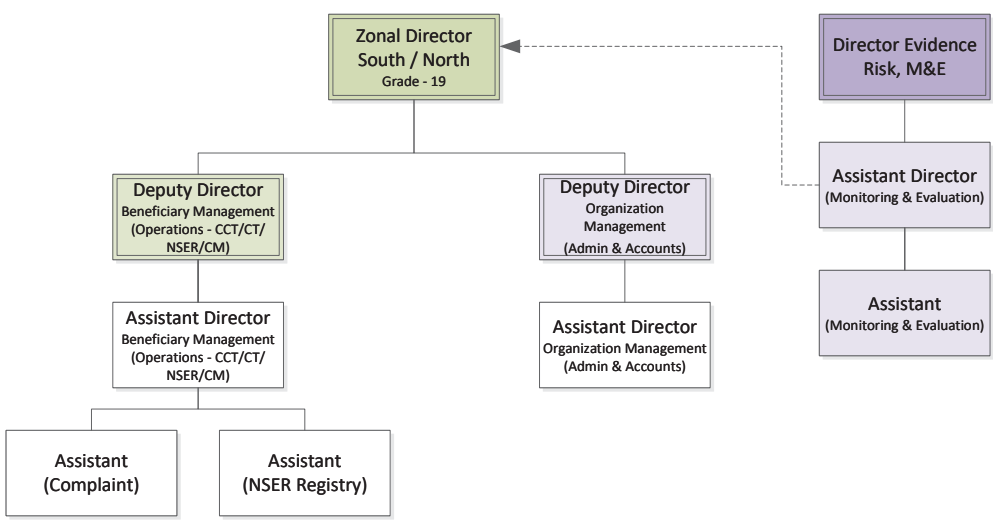 Zonal Director
South / North
Grade - 19
Director Evidence
Risk, M&E
Deputy Director
Beneficiary Management
(Operations - CCT/CT/
NSER/CM)
Deputy Director
Organization
Management
(Admin & Accounts)
Assistant Director
(Monitoring & Evaluation)
Assistant Director
Beneficiary Management
(Operations - CCT/CT/
NSER/CM)
Assistant Director
Organization Management
(Admin & Accounts)
Assistant
(Monitoring & Evaluation)
Assistant
(Complaint)
Assistant
(NSER Registry)